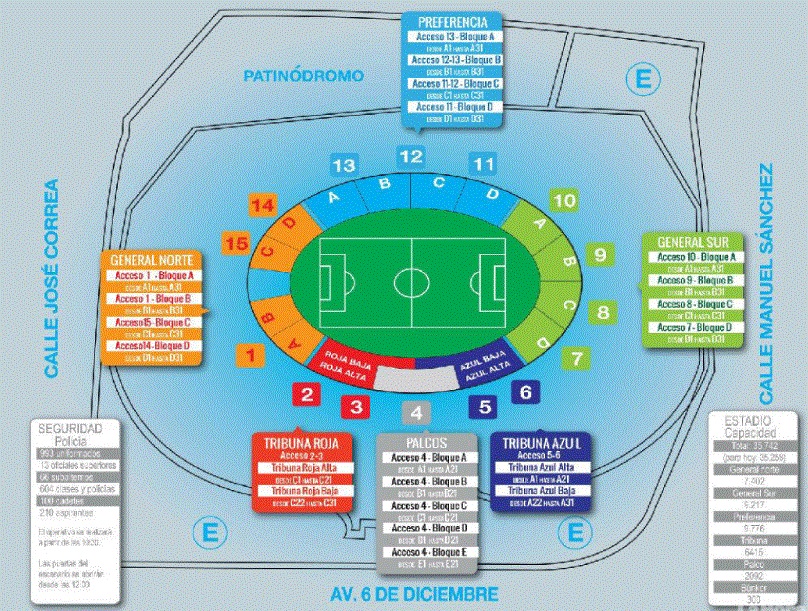 PREFERENCIA
Acceso 13 - Bloque A
DESDE A1 HASTA A31
Acceso 12-13 - Bloque B
DESDE B1 HASTA B31
Acceso 11-12 - Bloque C
DESDE C1 HASTA C31
Acceso 11 - Bloque D
DESDE D1 HASTA D31
PATINÓDROMO
E
CALLE JOSÉ CORREA
CALLE MANUEL SÁNCHEZ
13
12
11
A
B
C
D
14
15
D
C
B
A
1
10
9
8
7
A
B
C
D
GENERAL NORTE
Acceso 1 - Bloque A
DESDE A1 HASTA A31
Acceso 1 - Bloque B
DESDE B1 HASTA B31
Acceso15- Bloque C
DESDE C1 HASTA C31
Acceso14- Bloque D
DESDE D1 HASTA D31
GENERAL SUR
Acceso 10 - Bloque A
DESDE A1 HASTA A31
Acceso 9 - Bloque B
DESDE B1 HASTA B31
Acceso 8 - Bloque C
DESDE C1 HASTA C31
Acceso 7 - Bloque D
DESDE D1 HASTA D31
ROJA BAJA
ROJA ALTA
AZUL BAJA
AZUL ALTA
2
3
4
5
6
TRIBUNA ROJA
Acceso 2-3
Tribuna Roja Alta
DESDE C1 HASTA C21
Tribuna Roja Baja
DESDE C22 HASTA C31
PALCOS
Acceso 4 - Bloque A
DESDE A1 HASTA A21
Acceso 4 - Bloque B
DESDE B1 HASTA B21
Acceso 4 - Bloque C
DESDE C1 HASTA C21
Acceso 4 - Bloque D
DESDE D1 HASTA D21
Acceso 4 - Bloque E
DESDE E1 HASTA E21
TRIBUNA AZUL
Acceso 5-6
Tribuna Azul Alta
DESDE A1 HASTA A21
Tribuna Azul Baja
DESDE A22 HASTA A31
SEGURIDAD
Policía
993 uniformados
13 oficiales superiores
66 subalternos
604 clases y policías
100 cadetes
210 aspirantes
El operativo se realizará
a partir de las
Las puertas del
escenario se abrirán
desde las 12:00
ESTADIO
Capacidad
Total: 35.742
(para hoy: 35.258)
General norte
7.402
General Sur
9.217
Preferencia
9.776
Tribuna
6415
Palco
2092
Búnker
300
E
E
AV. 6 DE DICIEMBRE